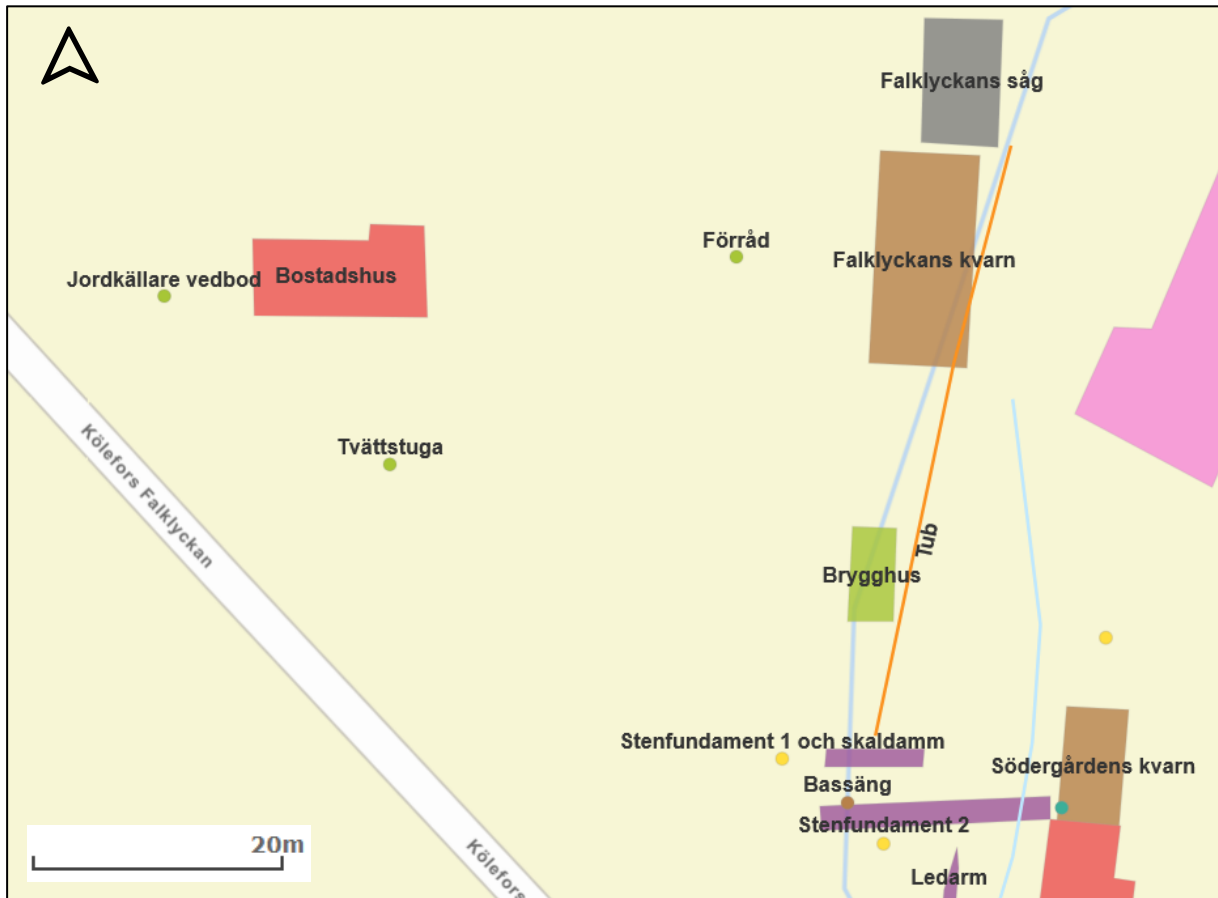 Falklyckans såg
Förråd
Falklyckans kvarn
Jordkällare vedbod
Bostadshus
Tvättstuga
Kölefors Falklyckan
Tub
Brygghus
Stenfundament 1 och skaldamm
Södergårdens kvarn
Bassäng
Stenfundament 2
20m
Kölefors
Ledarm